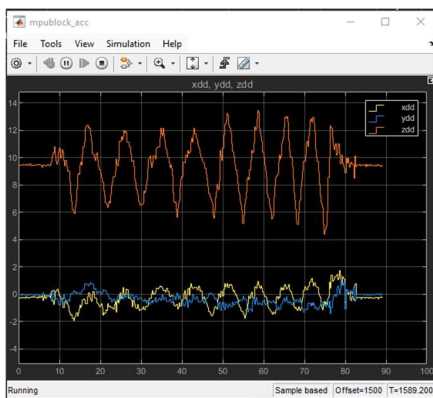 mpublock_acc
File Tools View Simulation Help
xdd, ydd, zdd
xdd
ydd
zdd
14
12
10
8
6
4
2
0
-2
-4
0 10 20 30 40 50 60 70 80 90 100
Running Sample based Offset=1500 T=1589.200